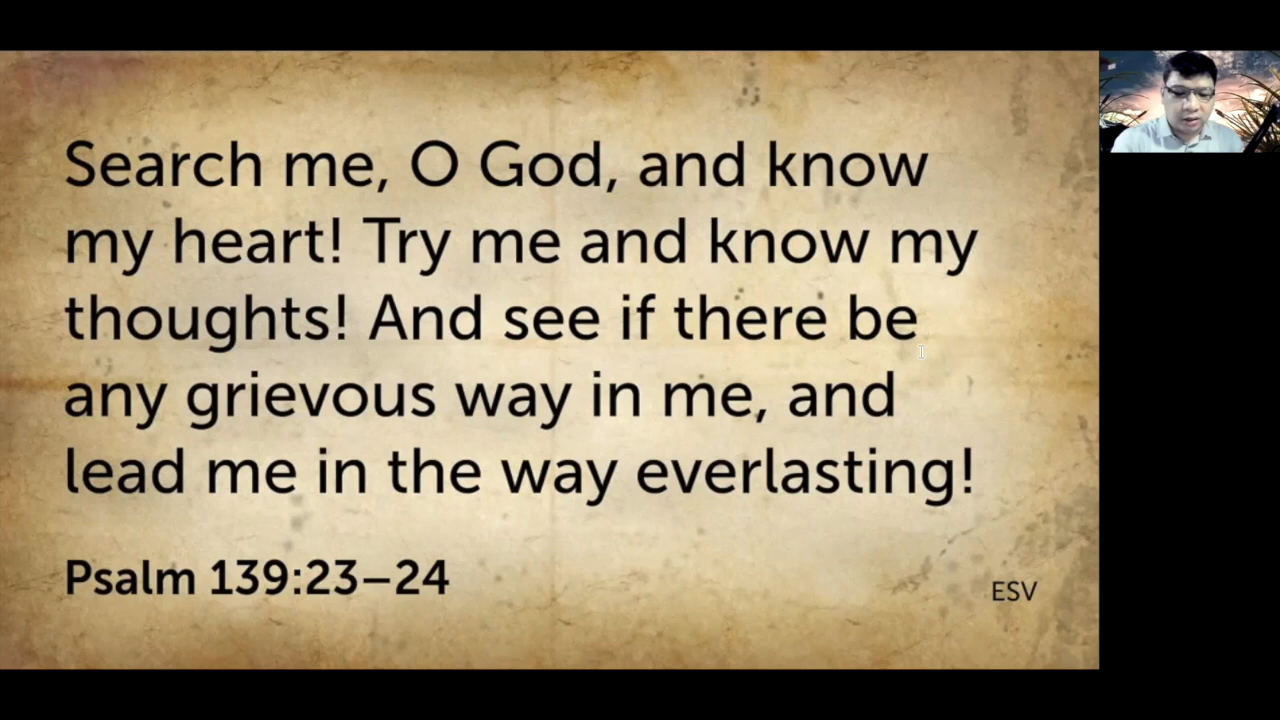 Search me, O God, and know
my heart! Try me and know my
thoughts! And see if there be
any grievous way in me, and
lead me in the way everlasting!
Psalm 139:23–24
ESV